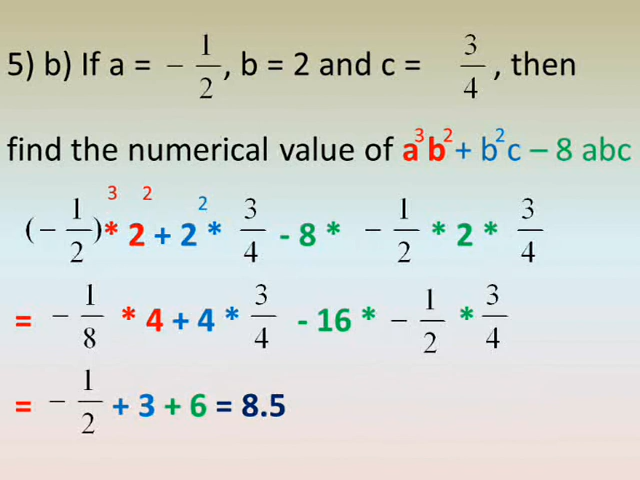 5) b) If a = − 1/2 , b = 2 and c = 3/4 , then
find the numerical value of a³b² + b²c – 8 abc
(− 1/2)³ * 2² + 2² * 3/4 - 8 * − 1/2 * 2 * 3/4
= − 1/8 * 4 + 4 * 3/4 - 16 * − 1/2 * 3/4
= − 1/2 + 3 + 6 = 8.5